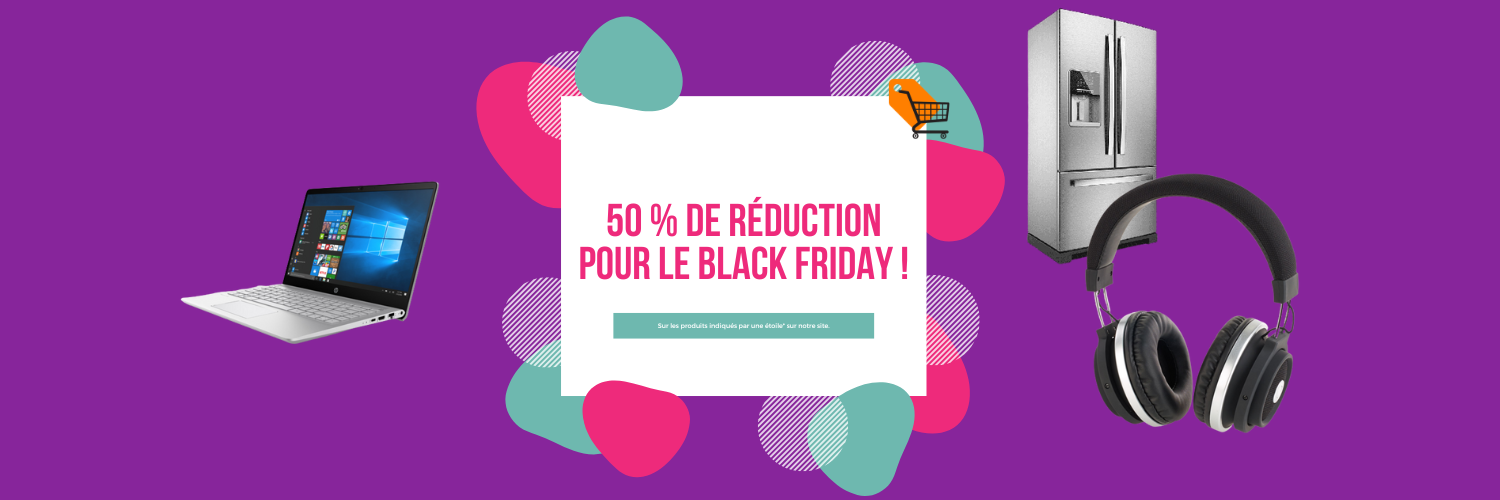 50 % DE RÉDUCTION
POUR LE BLACK FRIDAY !
Sur les produits indiqués par une étoile* sur notre site.